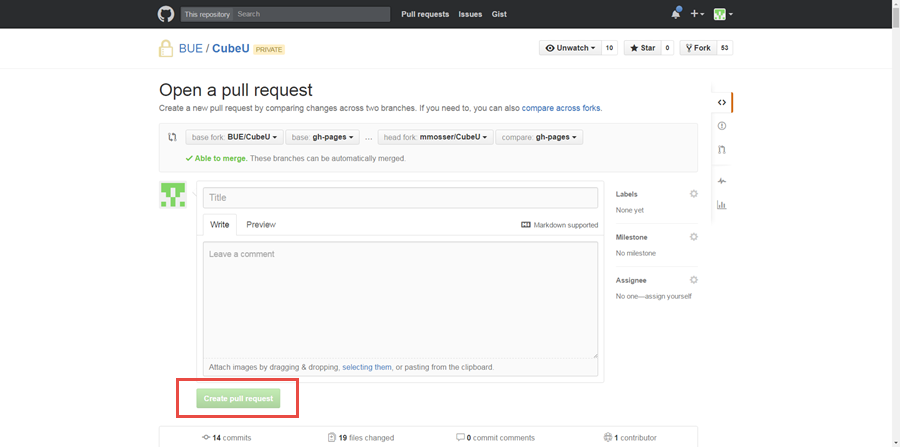 This repository Search Pull requests Issues Gist
BUE / CubeU PRIVATE Unwatch 10 Star 0 Fork 53
Open a pull request
Create a new pull request by comparing changes across two branches. If you need to, you can also compare across forks.
base fork: BUE/CubeU base: gh-pages ... head fork: mmosser/CubeU compare: gh-pages
Able to merge. These branches can be automatically merged.
Title
Write Preview Markdown supported
Leave a comment
Attach images by dragging & dropping, selecting them, or pasting from the clipboard.
Create pull request
Labels
None yet
Milestone
No milestone
Assignee
No one—assign yourself
14 commits 19 files changed 0 commit comments 1 contributor